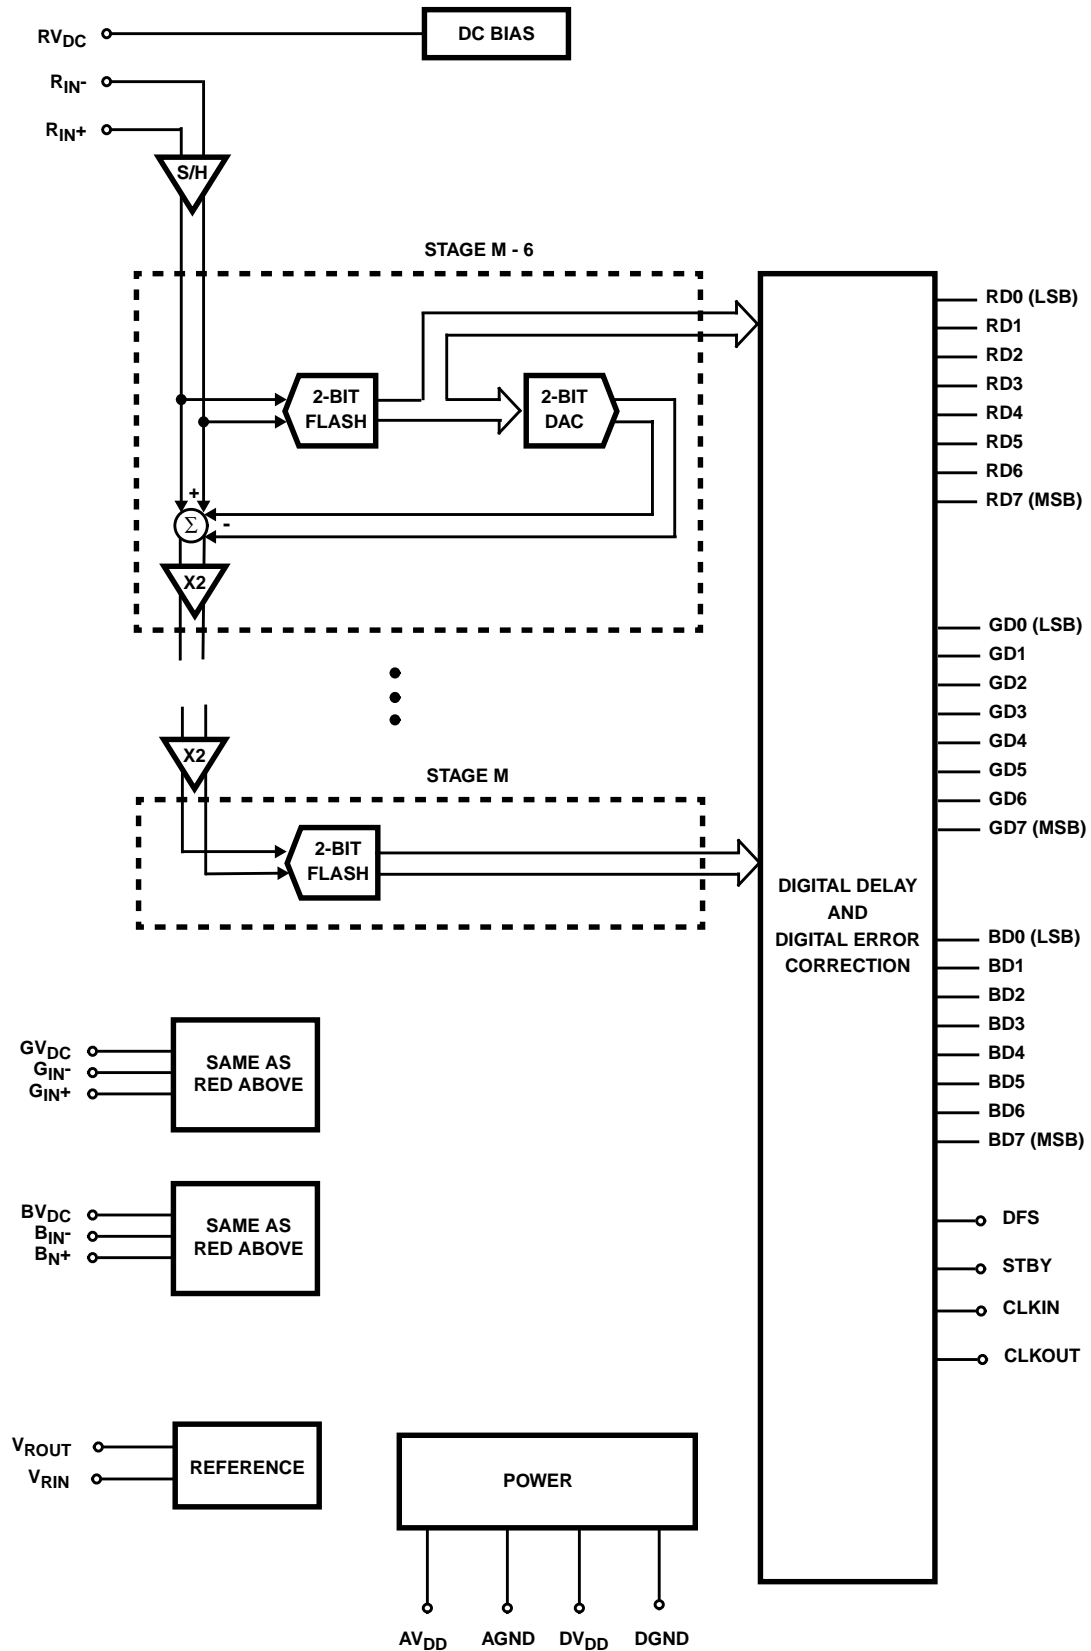 RVDC
DC BIAS
RIN-
RIN+
S/H
STAGE M - 6
2-BIT
FLASH
2-BIT
DAC
+
Σ
-
X2
X2
STAGE M
2-BIT
FLASH
DIGITAL DELAY
AND
DIGITAL ERROR
CORRECTION
RD0 (LSB)
RD1
RD2
RD3
RD4
RD5
RD6
RD7 (MSB)
GD0 (LSB)
GD1
GD2
GD3
GD4
GD5
GD6
GD7 (MSB)
BD0 (LSB)
BD1
BD2
BD3
BD4
BD5
BD6
BD7 (MSB)
DFS
STBY
CLKIN
CLKOUT
GVDC
GIN-
GIN+
SAME AS
RED ABOVE
BVDC
BIN-
BN+
SAME AS
RED ABOVE
VROUT
VRIN
REFERENCE
POWER
AVDD
AGND
DVDD
DGND